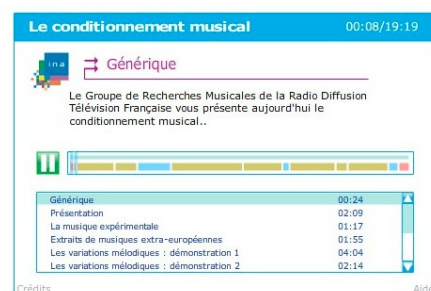 Le conditionnement musical 00:08/19:19
ina
Générique
Le Groupe de Recherches Musicales de la Radio Diffusion
Télévision Française vous présente aujourd'hui le
conditionnement musical..
Générique 00:24
Présentation 02:09
La musique expérimentale 01:17
Extraits de musiques extra-européennes 01:55
Les variations mélodiques : démonstration 1 04:04
Les variations mélodiques : démonstration 2 02:14
Crédits Aide